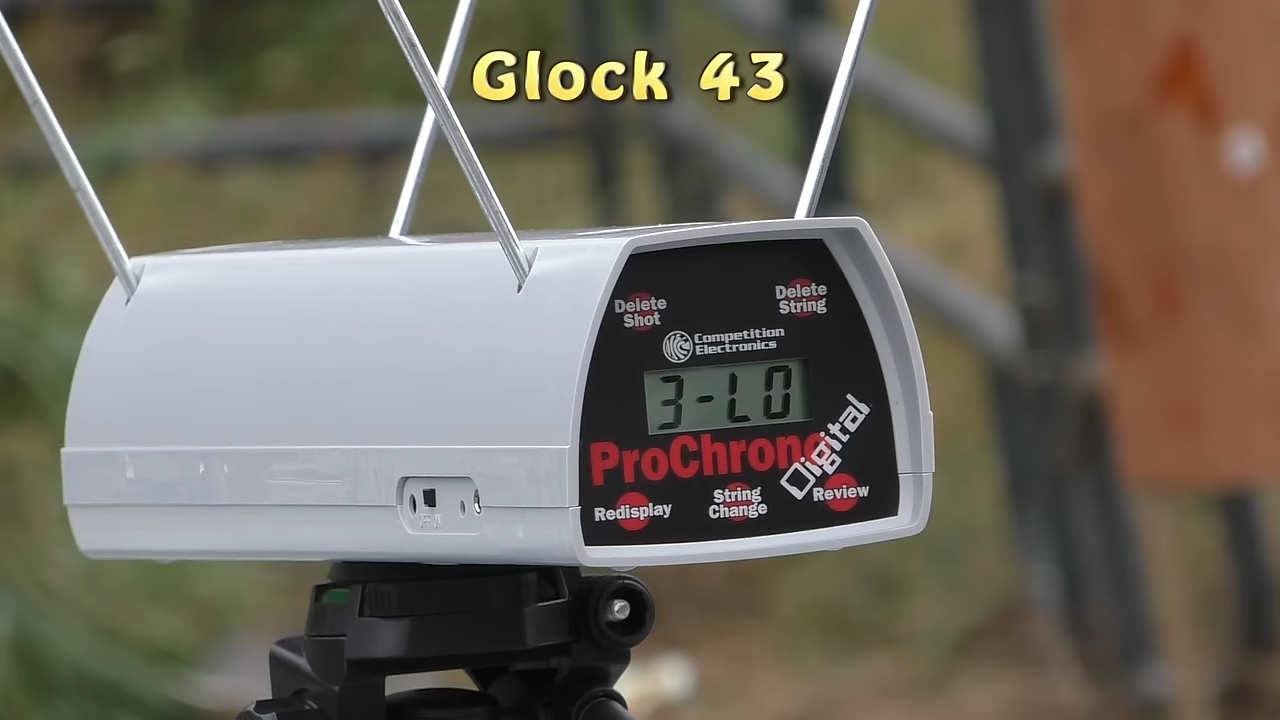 Glock 43
Delete
Shot
Delete
String
Competition
Electronics
3-LO
ProChrono
Digital
Redisplay
String
Change
Review